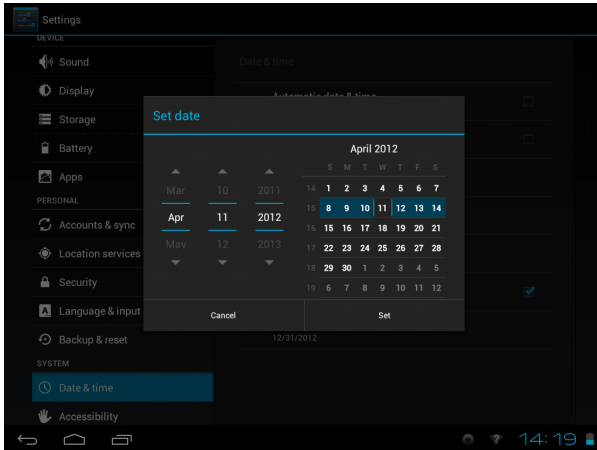 Settings
DEVICE
Sound
Display
Storage
Battery
Apps
PERSONAL
Accounts & sync
Location services
Security
Language & input
Backup & reset
SYSTEM
Date & time
Accessibility
Date & time
Automatic date & time
Set date
Mar 10 2011
Apr 11 2012
May 12 2013
April 2012
S M T W T F S
14 1 2 3 4 5 6 7
15 8 9 10 11 12 13 14
16 15 16 17 18 19 20 21
17 22 23 24 25 26 27 28
18 29 30 1 2 3 4 5
19 6 7 8 9 10 11 12
Cancel Set
12/31/2012
14:19